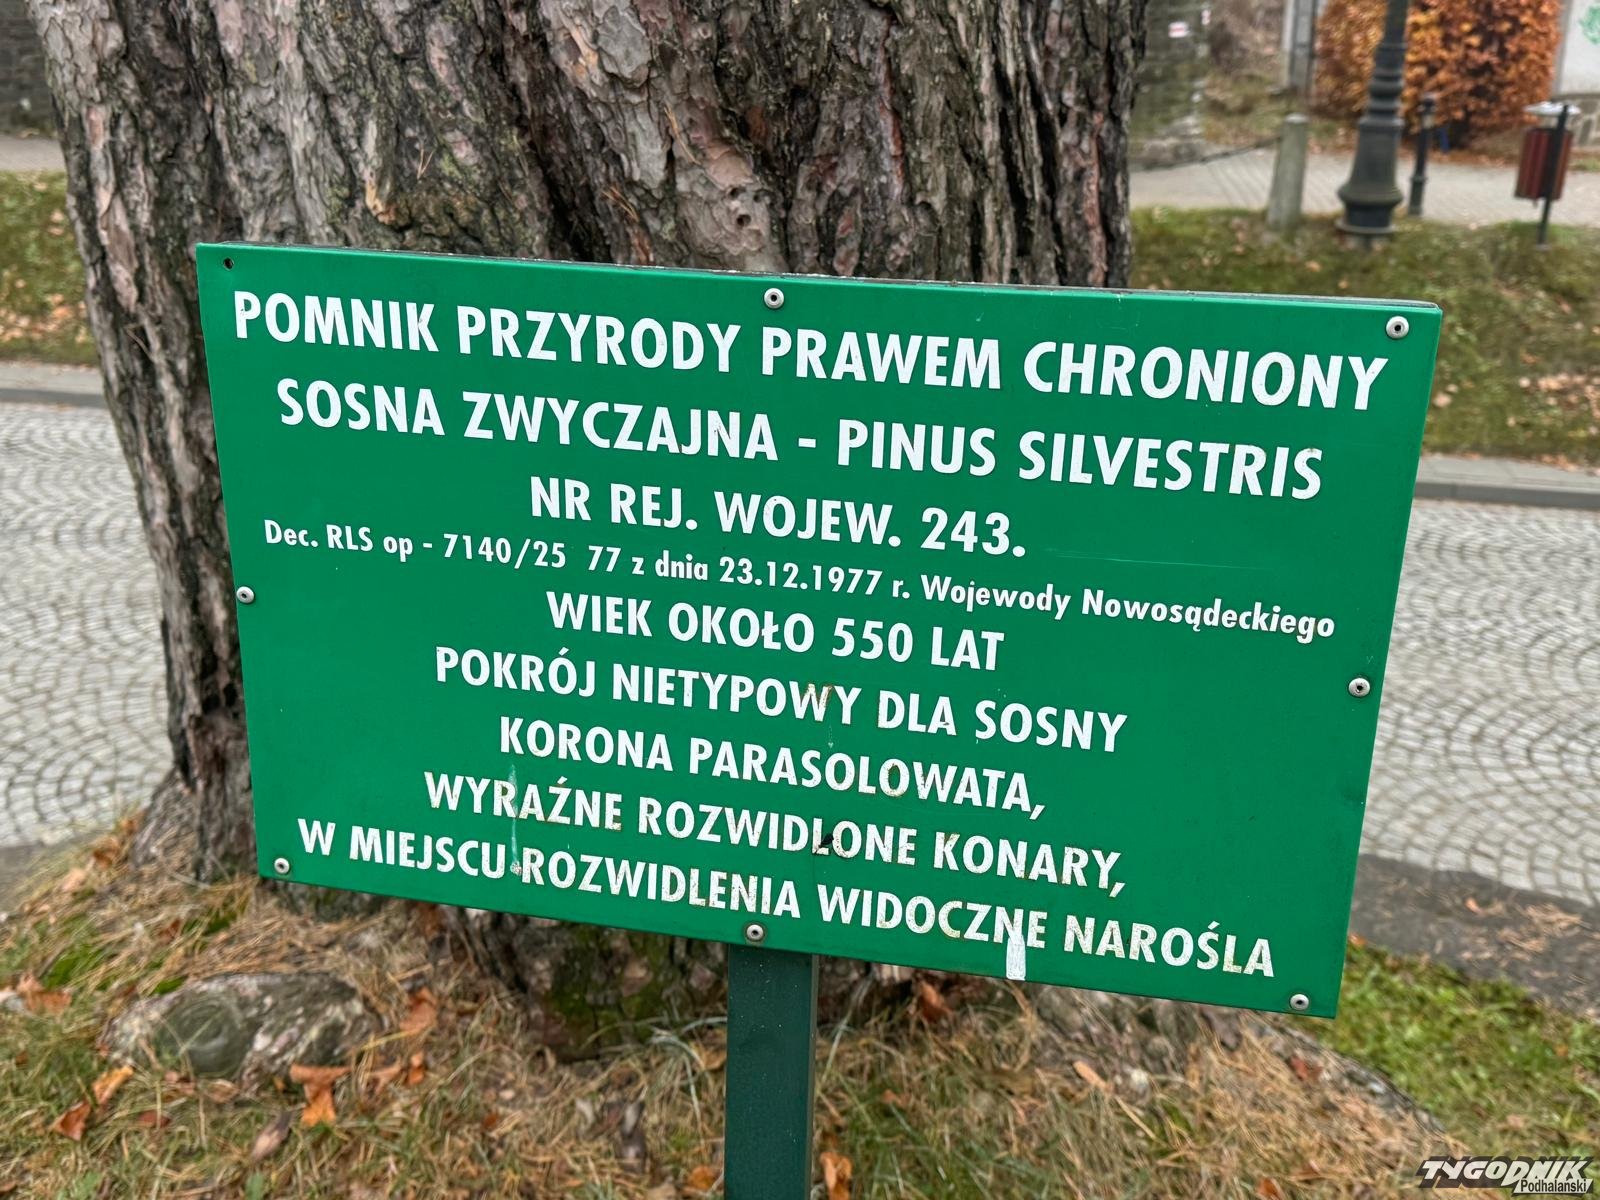 POMNIK PRZYRODY PRAWEM CHRONIONY
SOSNA ZWYCZAJNA - PINUS SILVESTRIS
NR REJ. WOJEW. 243.
Dec. RLS op - 7140/25 77 z dnia 23.12.1977 r. Wojewody Nowosądeckiego
WIEK OKOŁO 550 LAT
POKRÓJ NIETYPOWY DLA SOSNY
KORONA PARASOLOWATA,
WYRAŹNE ROZWIDLONE KONARY,
W MIEJSCU ROZWIDLENIA WIDOCZNE NAROŚLA
TYGODNIK
Podhalański